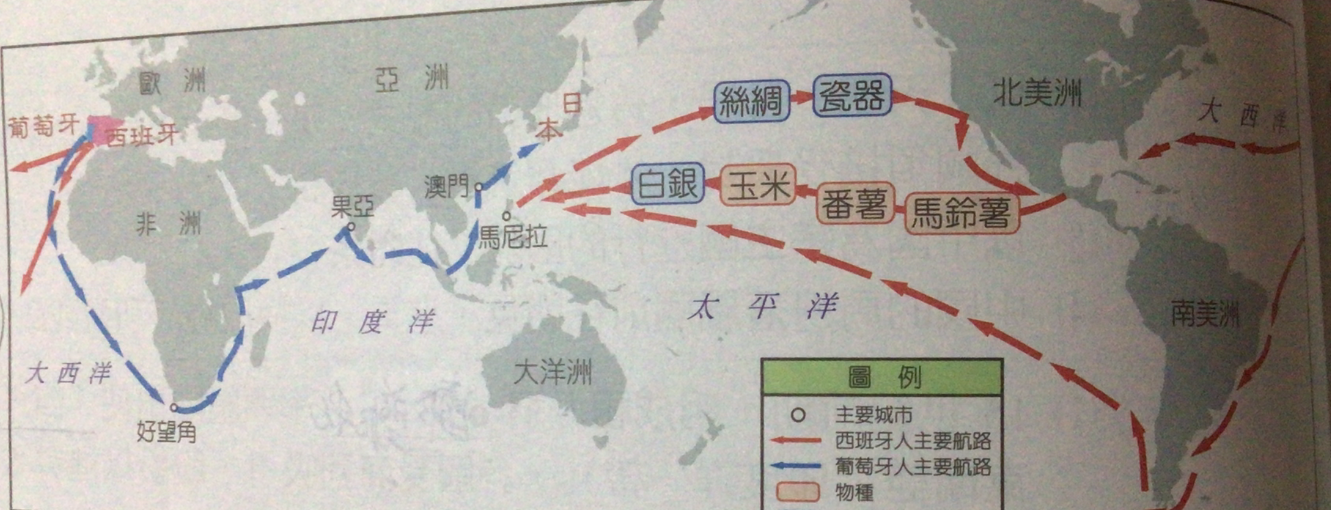 歐洲
亞洲
北美洲
大西洋
葡萄牙
西班牙
日本
絲綢
瓷器
澳門
白銀
玉米
番薯
馬鈴薯
非洲
果亞
馬尼拉
印度洋
太平洋
南美洲
大西洋
大洋洲
好望角
圖例
主要城市
西班牙人主要航路
葡萄牙人主要航路
物種